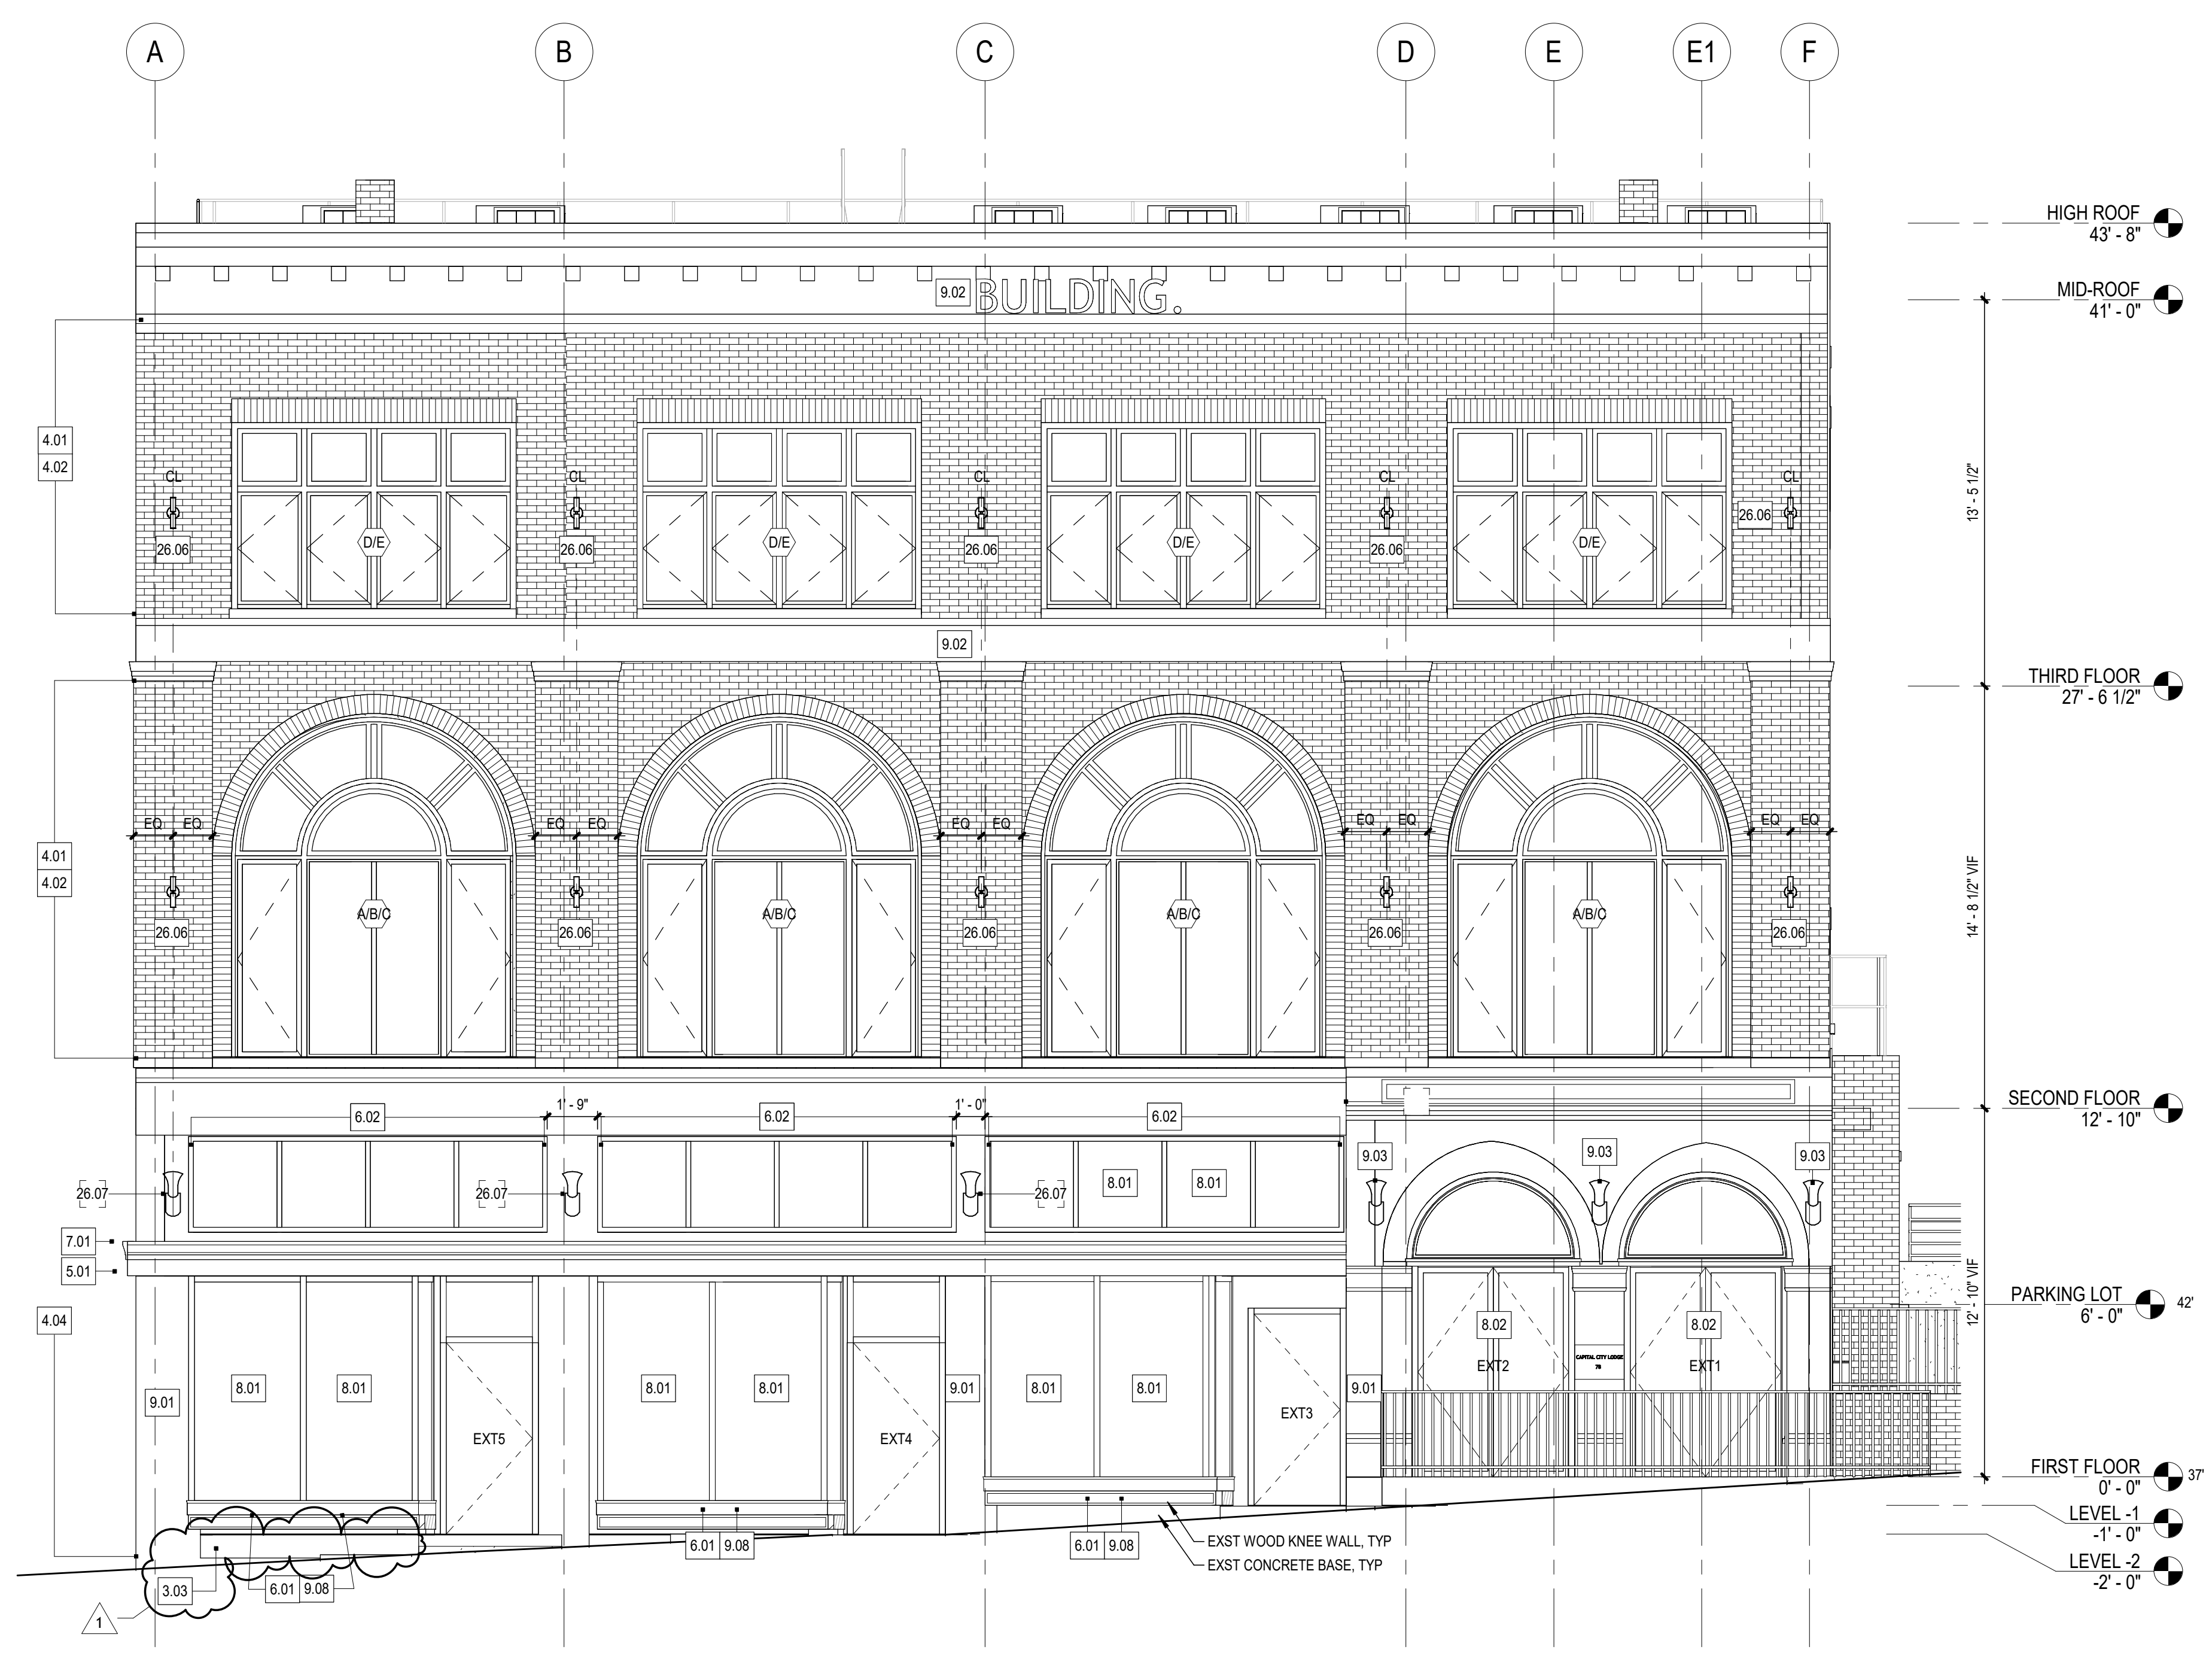 A
B
C
D
E
E1
F
HIGH ROOF
43' - 8"
MID-ROOF
41' - 0"
9.02
BUILDING.
4.01
4.02
CL
CL
CL
CL
CL
26.06
26.06
26.06
26.06
26.06
D/E
D/E
D/E
D/E
13' - 5 1/2"
9.02
THIRD FLOOR
27' - 6 1/2"
EQ EQ
EQ EQ
EQ EQ
EQ EQ
EQ EQ
4.01
4.02
A/B/C
A/B/C
A/B/C
A/B/C
26.06
26.06
26.06
26.06
26.06
14' - 8 1/2" VIF
SECOND FLOOR
12' - 10"
6.02
1' - 9"
6.02
1' - 0"
6.02
9.03
9.03
9.03
26.07
26.07
26.07
8.01
8.01
7.01
5.01
4.04
12' - 10" VIF
PARKING LOT
6' - 0"
42'
8.02
8.02
EXT2
EXT1
CAPITAL CITY LODGE
78
9.01
8.01
8.01
8.01
8.01
9.01
8.01
8.01
9.01
EXT5
EXT4
EXT3
FIRST FLOOR
0' - 0"
37'
LEVEL -1
-1' - 0"
LEVEL -2
-2' - 0"
6.01 9.08
6.01 9.08
EXST WOOD KNEE WALL, TYP
EXST CONCRETE BASE, TYP
3.03
6.01 9.08
1